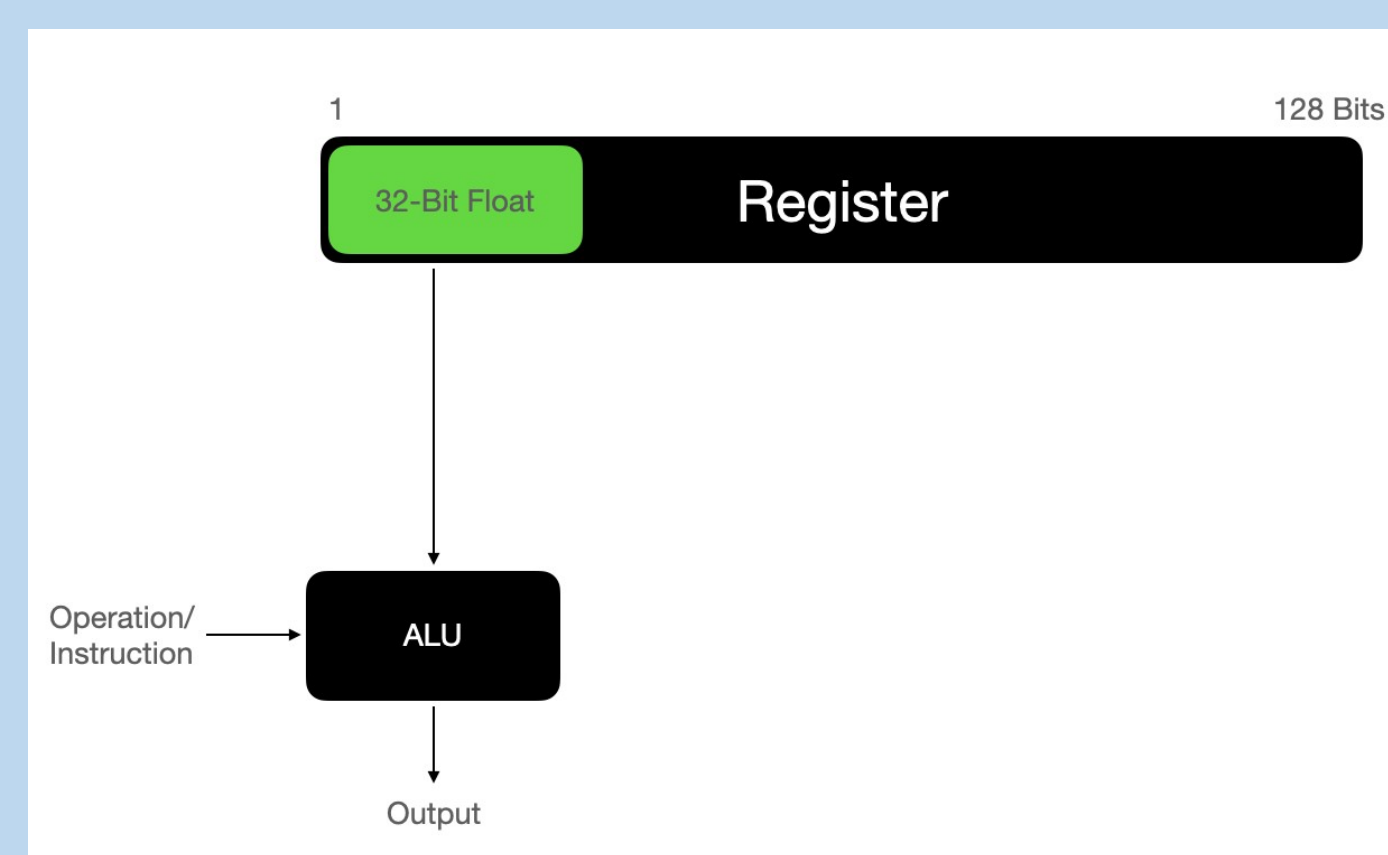 1
128 Bits
32-Bit Float
Register
Operation/
Instruction
ALU
Output